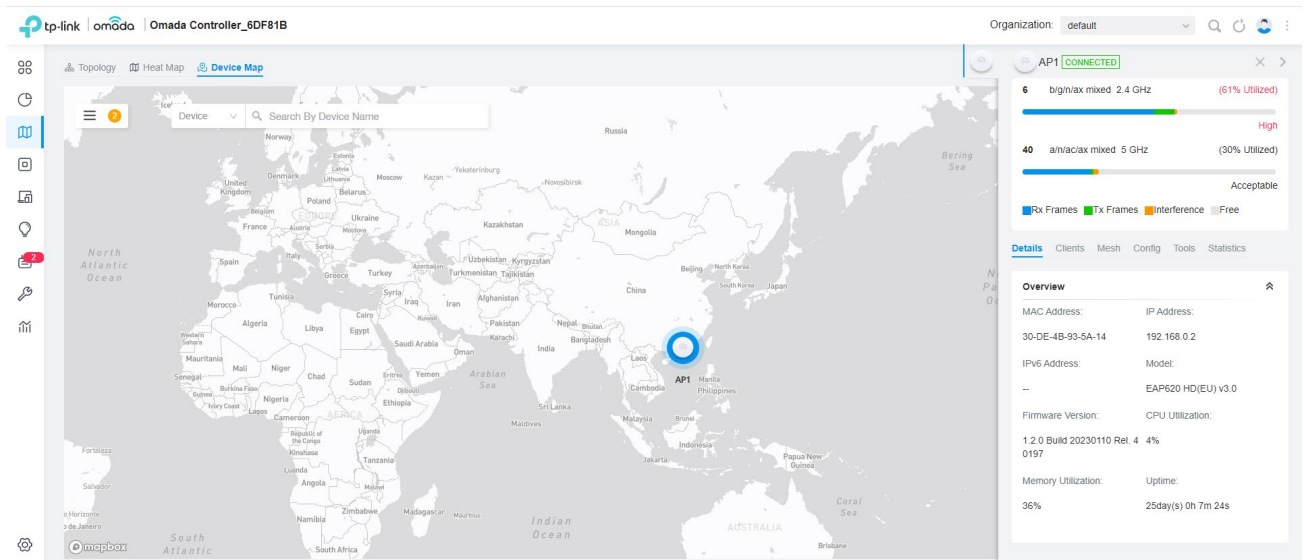 tp-link | omada | Omada Controller_6DF81B
Organization: default
Topology Heat Map Device Map
2
Device Search By Device Name
AP1 CONNECTED
6 b/g/n/ax mixed 2.4 GHz (61% Utilized)
High
40 a/n/ac/ax mixed 5 GHz (30% Utilized)
Acceptable
Rx Frames Tx Frames Interference Free
Details Clients Mesh Config Tools Statistics
Overview
MAC Address: IP Address:
30-DE-4B-93-5A-14 192.168.0.2
IPv6 Address: Model:
-- EAP620 HD(EU) v3.0
Firmware Version: CPU Utilization:
1.2.0 Build 20230110 Rel. 4 4%
0197
Memory Utilization: Uptime:
36% 25day(s) 0h 7m 24s
2
Russia
Norway
Bering
Sea
Estonia
Latvia
Lithuania
Moscow
Kazan
Yekaterinburg
Novosibirsk
Denmark
United
Kingdom
Belarus
Poland
Belgium
EUROPE
Ukraine
France
Austria
Moldova
Kazakhstan
ASIA
Mongolia
Serbia
Italy
North
Atlantic
Ocean
Spain
Greece
Turkey
Azerbaijan
Uzbekistan
Kyrgyzstan
Turkmenistan
Tajikistan
Beijing
North Korea
South Korea
Japan
China
Tunisia
Morocco
Syria
Iraq
Iran
Afghanistan
Cairo
Kuwait
Pakistan
Karachi
Nepal
Bhutan
Algeria
Libya
Egypt
Western
Sahara
Saudi Arabia
Oman
India
Bangladesh
Laos
Mauritania
Mali
Niger
Chad
Sudan
Eritrea
Yemen
Arabian
Sea
AP1
Manila
Philippines
Cambodia
Senegal
Guinea
Burkina Faso
Nigeria
Djibouti
Ethiopia
Ivory Coast
Lagos
Cameroon
AFRICA
Sri Lanka
Maldives
Malaysia
Brunei
Republic of
the Congo
Uganda
Kinshasa
Tanzania
Indonesia
Jakarta
Papua New
Guinea
Fortaleza
Luanda
Angola
Malawi
Salvador
Zimbabwe
Namibia
Madagascar
Mauritius
Indian
Ocean
Coral
Sea
AUSTRALIA
Brisbane
o Horizonte
o de Janeiro
South
Atlantic
South Africa
mapbox